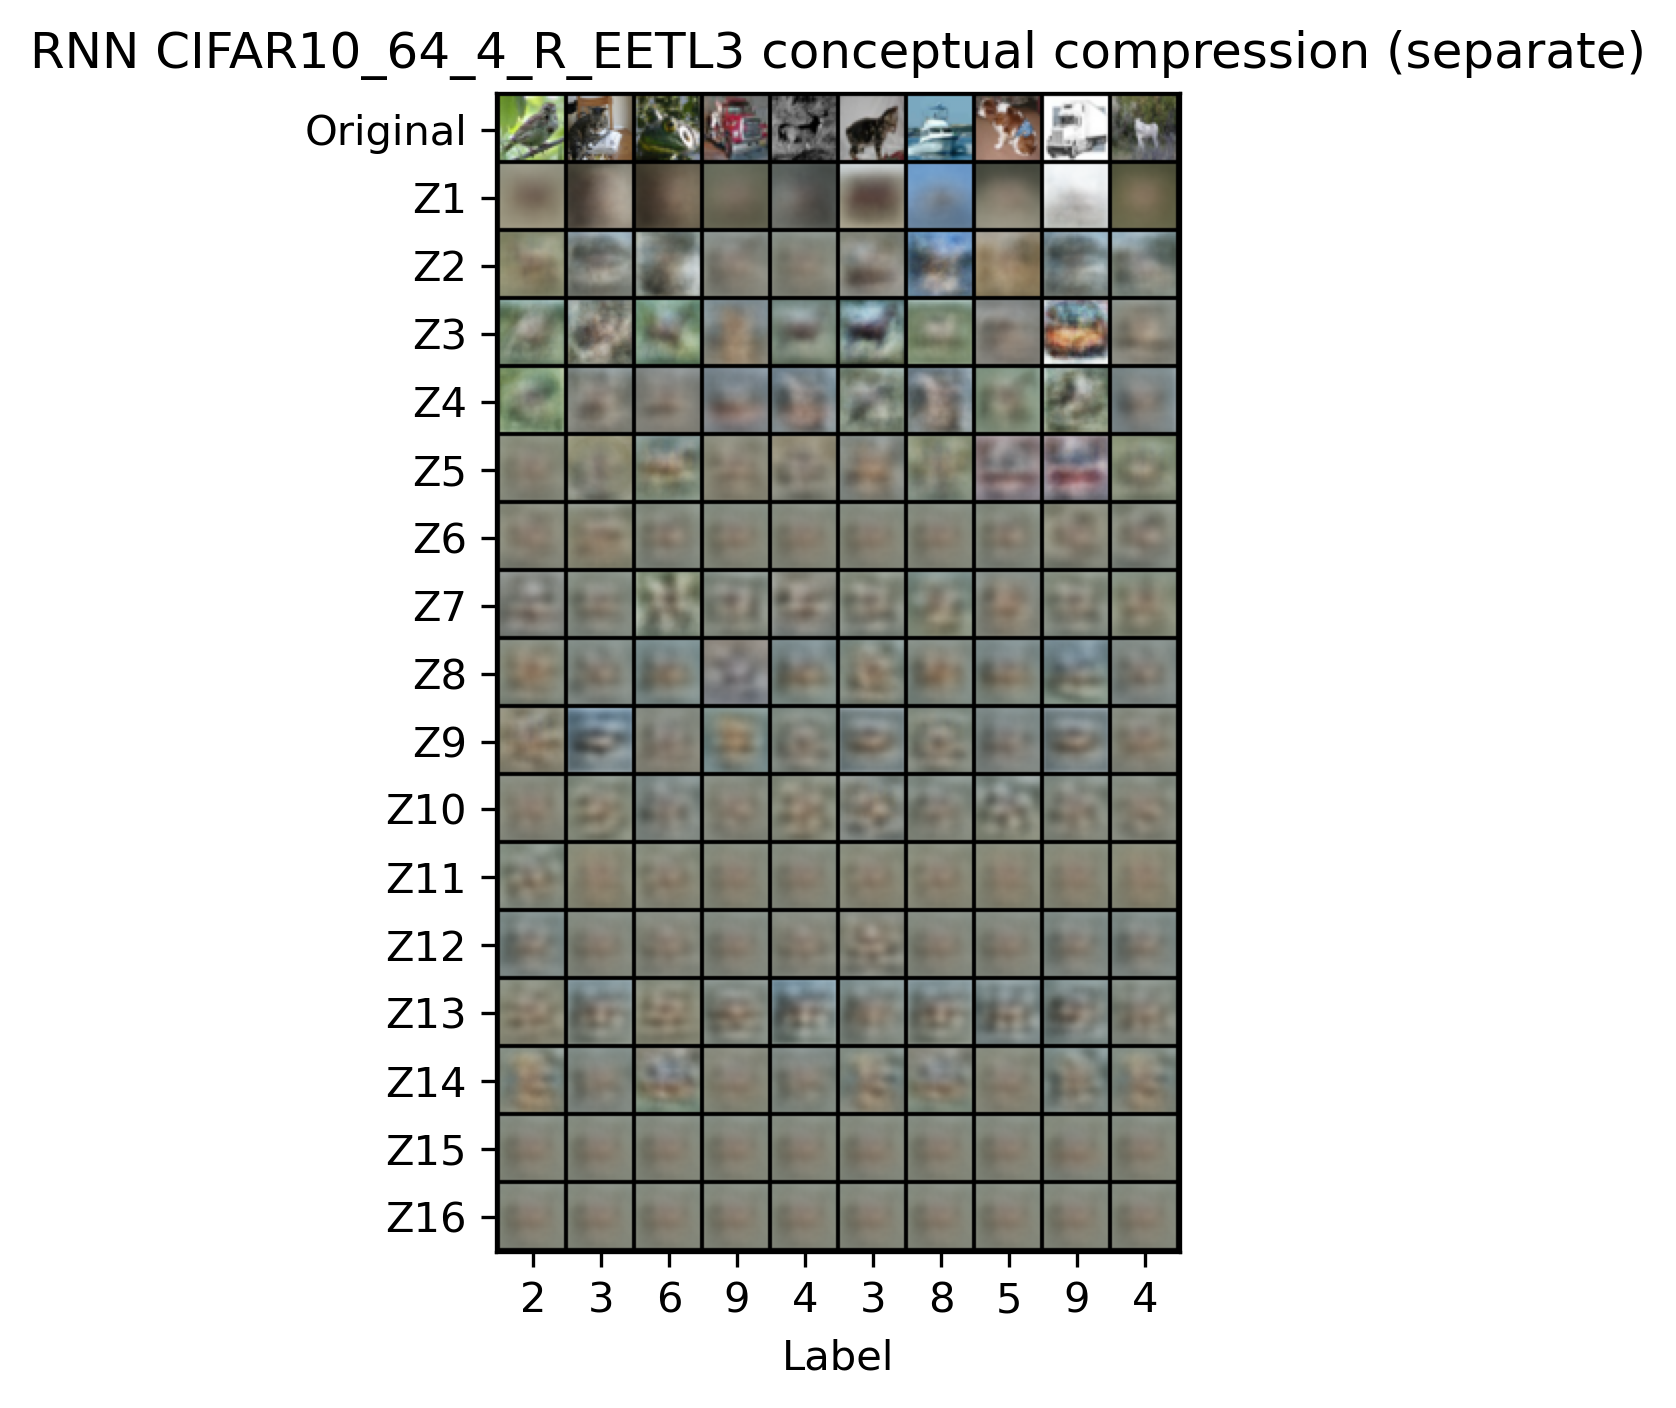 RNN CIFAR10_64_4_R_EETL3 conceptual compression (separate)
Original
Z1
Z2
Z3
Z4
Z5
Z6
Z7
Z8
Z9
Z10
Z11
Z12
Z13
Z14
Z15
Z16
2 3 6 9 4 3 8 5 9 4
Label